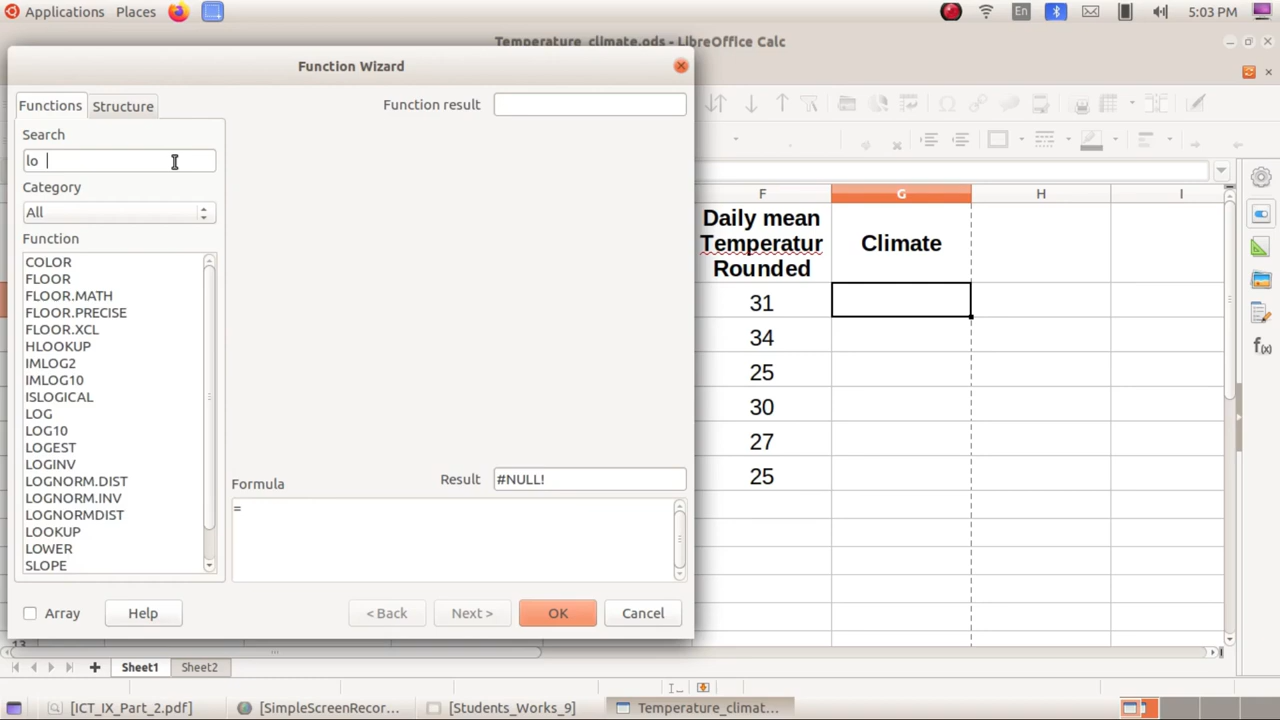 Applications Places En 5:03 PM
Temperature_climate.ods - LibreOffice Calc
Function Wizard
Functions Structure Function result
Search
lo
Category
All
Function
COLOR
FLOOR
FLOOR.MATH
FLOOR.PRECISE
FLOOR.XCL
HLOOKUP
IMLOG2
IMLOG10
ISLOGICAL
LOG
LOG10
LOGEST
LOGINV
LOGNORM.DIST
LOGNORM.INV
LOGNORMDIST
LOOKUP
LOWER
SLOPE
Formula Result #NULL!
=
Array Help < Back Next > OK Cancel
F G H I
Daily mean
Temperatur
Rounded
Climate
31
34
25
30
27
25
13
Sheet1 Sheet2
[ICT_IX_Part_2.pdf] [SimpleScreenRecor... [Students_Works_9] Temperature_climat...